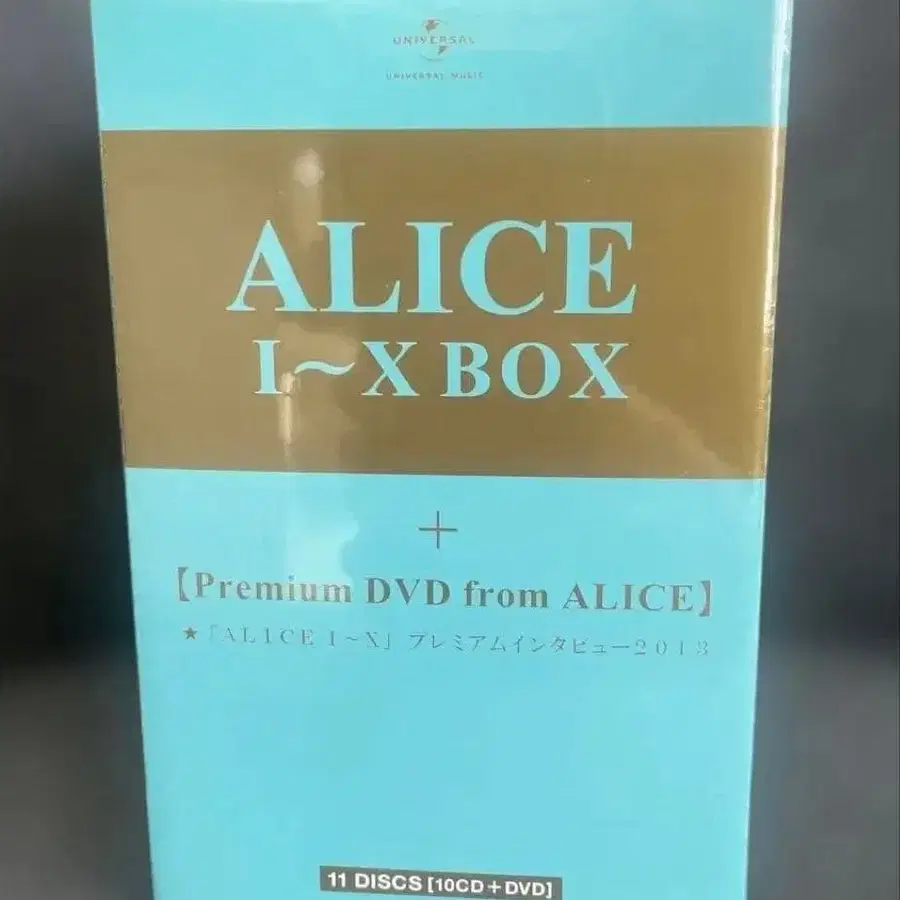 UNIVERSAL
UNIVERSAL MUSIC
ALICE
I〜X BOX
+
【Premium DVD from ALICE】
★「ALICE I〜X」プレミアムインタビュー2013
11 DISCS [10CD+DVD]